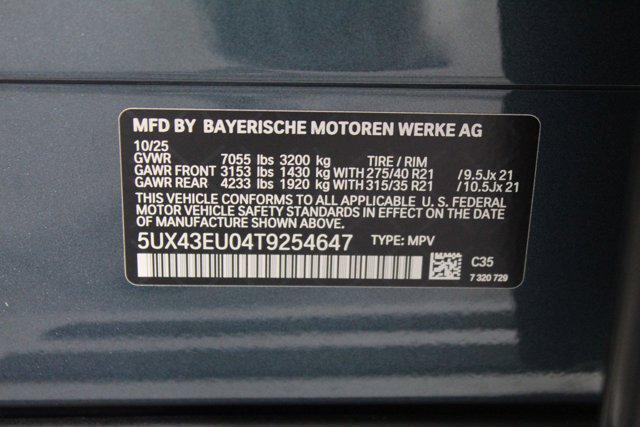 MFD BY BAYERISCHE MOTOREN WERKE AG
10/25
GVWR 7055 lbs 3200 kg TIRE / RIM
GAWR FRONT 3153 lbs 1430 kg WITH 275/40 R21 / 9.5Jx 21
GAWR REAR 4233 lbs 1920 kg WITH 315/35 R21 / 10.5Jx 21
THIS VEHICLE CONFORMS TO ALL APPLICABLE U. S. FEDERAL
MOTOR VEHICLE SAFETY STANDARDS IN EFFECT ON THE DATE
OF MANUFACTURE SHOWN ABOVE.
5UX43EU04T9254647 TYPE: MPV
C35
7 320 729